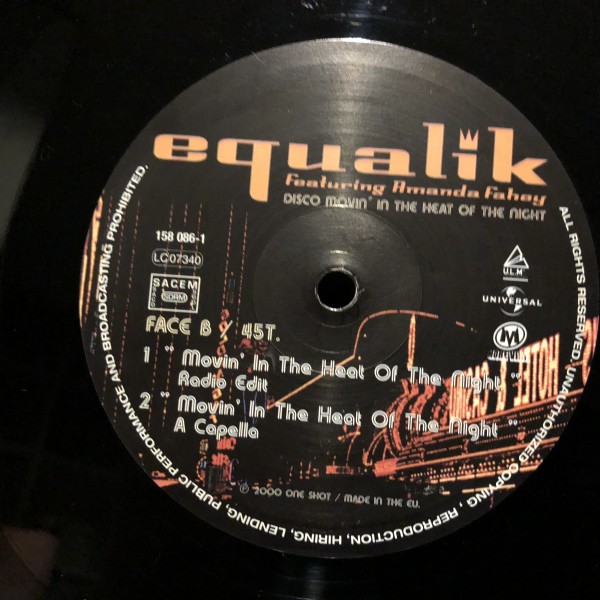 equalik
Featuring Amanda Fahey
DISCO MOVIN' IN THE HEAT OF THE NIGHT
158 086-1
LC 07340
SACEM
SDRM
U.L.M
UNIVERSAL
M
FACE B / 45T.
1 " Movin' In The Heat Of The Night "
Radio Edit
2 " Movin' In The Heat Of The Night "
A Capella
HOTEL & CASINO
℗ 2000 ONE SHOT / MADE IN THE EU.
ALL RIGHTS RESERVED. UNAUTHORIZED COPYING, REPRODUCTION, HIRING, LENDING, PUBLIC PERFORMANCE AND BROADCASTING PROHIBITED.